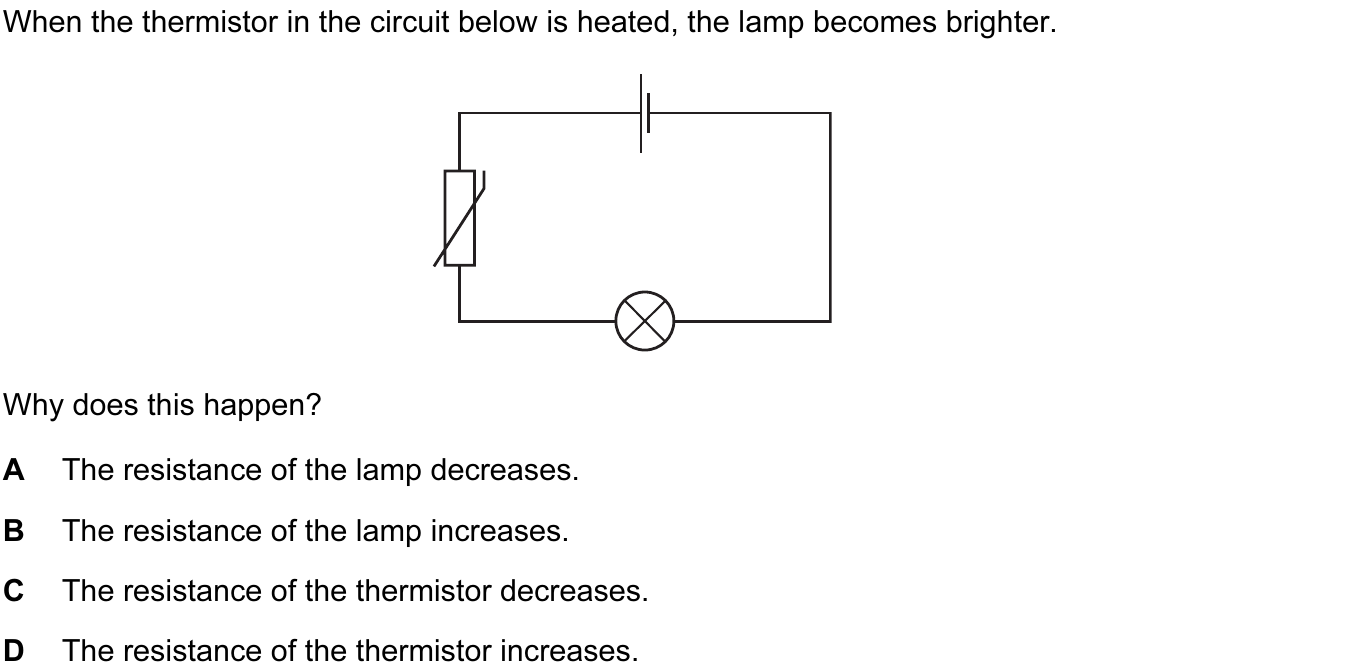 When the thermistor in the circuit below is heated, the lamp becomes brighter.
Why does this happen?
A The resistance of the lamp decreases.
B The resistance of the lamp increases.
C The resistance of the thermistor decreases.
D The resistance of the thermistor increases.